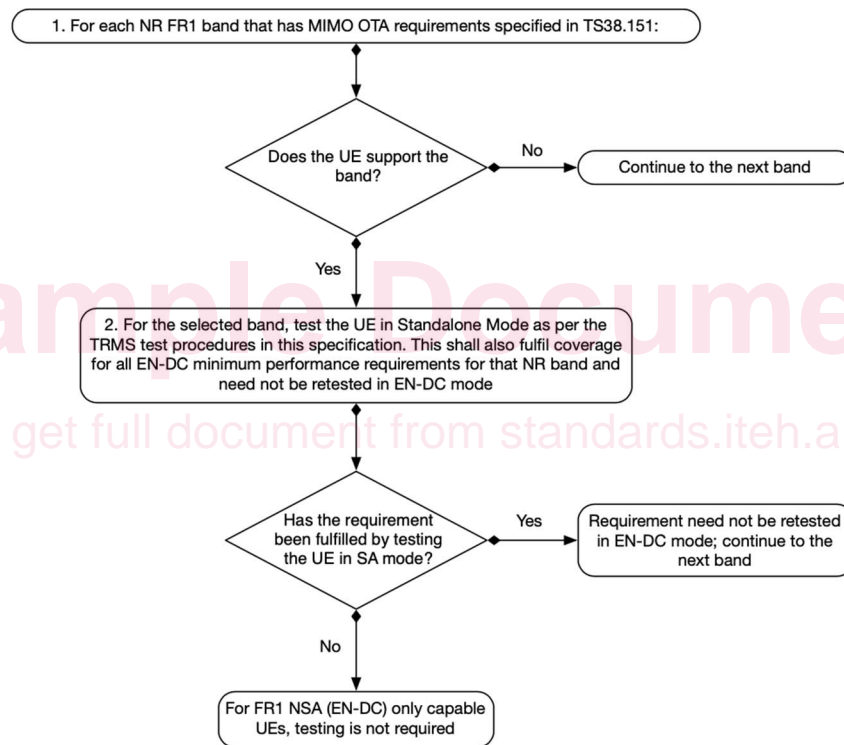 1. For each NR FR1 band that has MIMO OTA requirements specified in TS38.151:
Does the UE support the
band?
No
Continue to the next band
Yes
ample Docume
2. For the selected band, test the UE in Standalone Mode as per the
TRMS test procedures in this specification. This shall also fulfil coverage
for all EN-DC minimum performance requirements for that NR band and
need not be retested in EN-DC mode
get full document from standards.iteh.a
Has the requirement
been fulfilled by testing
the UE in SA mode?
Yes
Requirement need not be retested
in EN-DC mode; continue to the
next band
No
For FR1 NSA (EN-DC) only capable
UEs, testing is not required